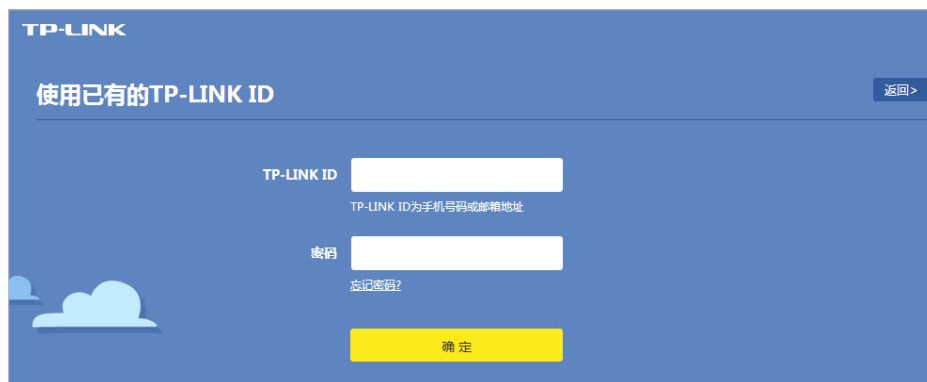 TP-LINK
使用已有的TP-LINK ID
返回>
TP-LINK ID
TP-LINK ID为手机号码或邮箱地址
密码
忘记密码?
确 定